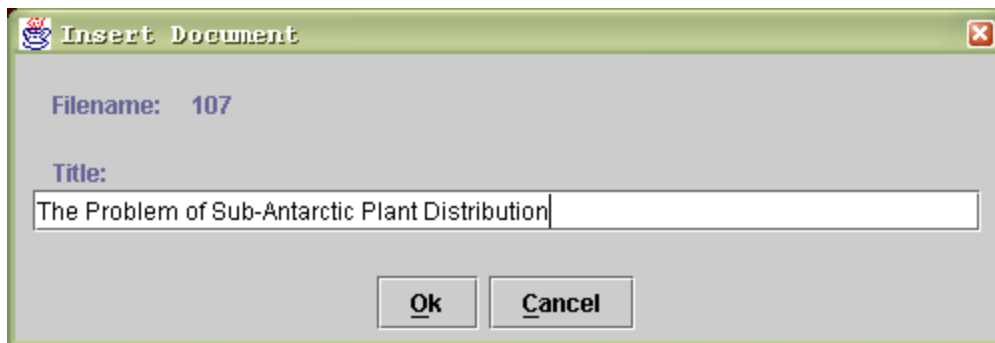 Insert Document
Filename: 107
Title:
The Problem of Sub-Antarctic Plant Distribution
Ok Cancel